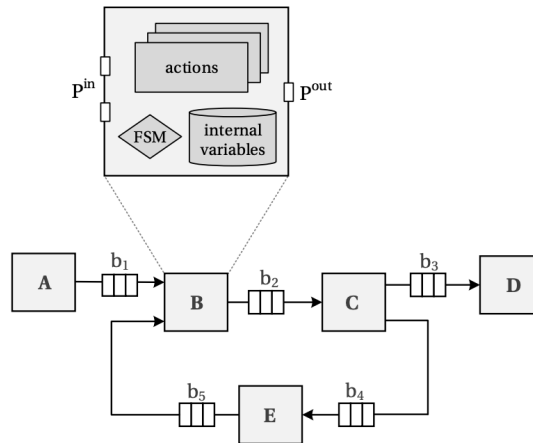 actions
P^in
P^out
FSM
internal
variables
A
b₁
B
b₂
C
b₃
D
b₅
E
b₄